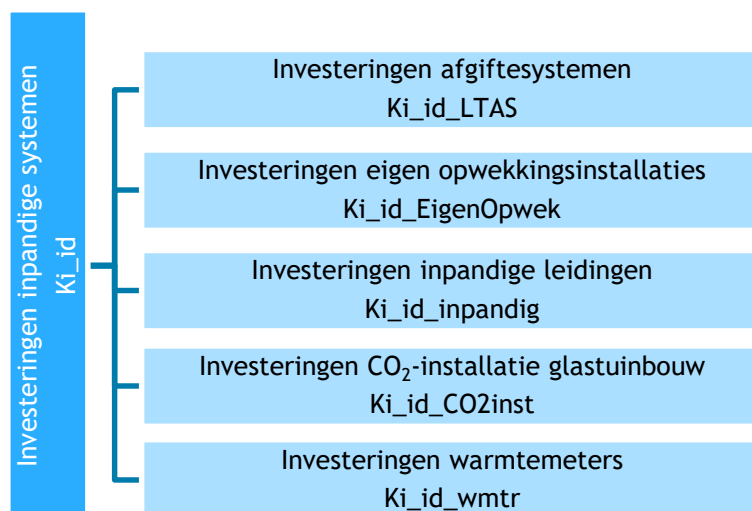 Investeringen inpandige systemen
Ki_id
Investeringen afgiftesystemen
Ki_id_LTAS
Investeringen eigen opwekkingsinstallaties
Ki_id_EigenOpwek
Investeringen inpandige leidingen
Ki_id_inpandig
Investeringen CO₂-installatie glastuinbouw
Ki_id_CO2inst
Investeringen warmtemeters
Ki_id_wmtr